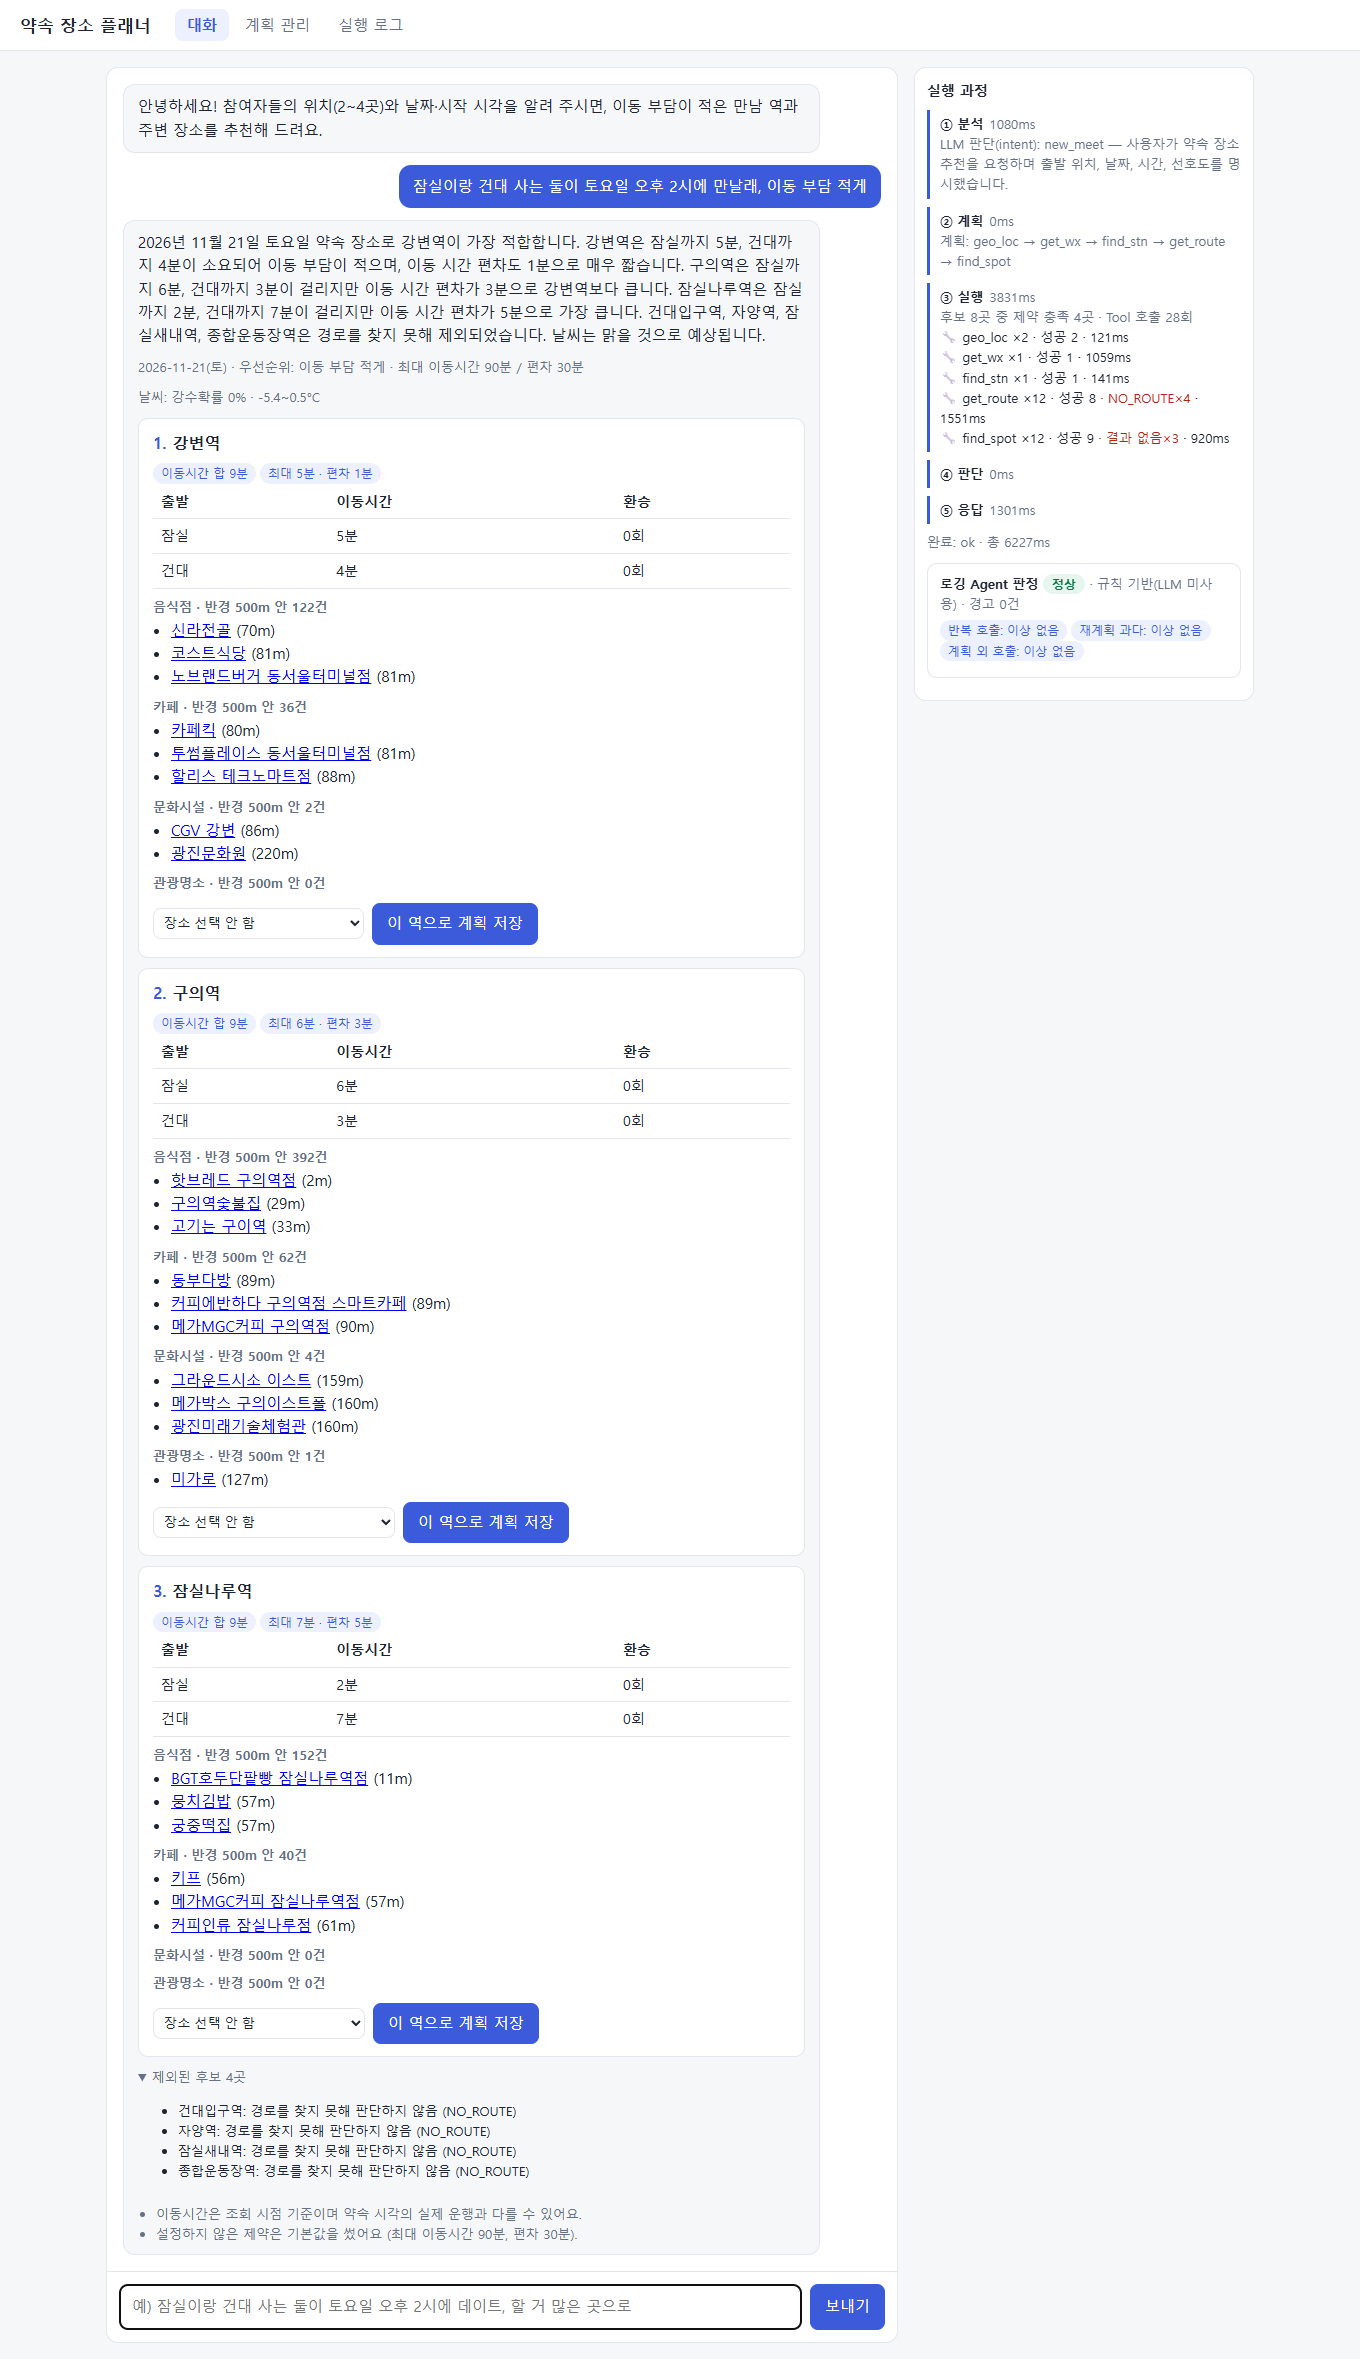 약속 장소 플래너 대화 계획 관리 실행 로그
안녕하세요! 참여자들의 위치(2~4곳)와 날짜·시작 시각을 알려 주시면, 이동 부담이 적은 만남 역과
주변 장소를 추천해 드려요.
잠실이랑 건대 사는 둘이 토요일 오후 2시에 만날래, 이동 부담 적게
2026년 11월 21일 토요일 약속 장소로 강변역이 가장 적합합니다. 강변역은 잠실까지 5분, 건대까
지 4분이 소요되어 이동 부담이 적으며, 이동 시간 편차도 1분으로 매우 짧습니다. 구의역은 잠실까
지 6분, 건대까지 3분이 걸리지만 이동 시간 편차가 3분으로 강변역보다 큽니다. 잠실나루역은 잠실
까지 2분, 건대까지 7분이 걸리지만 이동 시간 편차가 5분으로 가장 큽니다. 건대입구역, 자양역, 잠
실새내역, 종합운동장역은 경로를 찾지 못해 제외되었습니다. 날씨는 맑을 것으로 예상됩니다.
2026-11-21(토) · 우선순위: 이동 부담 적게 · 최대 이동시간 90분 / 편차 30분
날씨: 강수확률 0% · -5.4~0.5°C
1. 강변역
이동시간 합 9분 최대 5분 · 편차 1분
출발 이동시간 환승
잠실 5분 0회
건대 4분 0회
음식점 · 반경 500m 안 122건
• 신라전골 (70m)
• 코스트식당 (81m)
• 노브랜드버거 동서울터미널점 (81m)
카페 · 반경 500m 안 36건
• 카페킥 (80m)
• 투썸플레이스 동서울터미널점 (81m)
• 할리스 테크노마트점 (88m)
문화시설 · 반경 500m 안 2건
• CGV 강변 (86m)
• 광진문화원 (220m)
관광명소 · 반경 500m 안 0건
장소 선택 안 함 이 역으로 계획 저장
2. 구의역
이동시간 합 9분 최대 6분 · 편차 3분
출발 이동시간 환승
잠실 6분 0회
건대 3분 0회
음식점 · 반경 500m 안 392건
• 핫브레드 구의역점 (2m)
• 구의역숯불집 (29m)
• 고기는 구이역 (33m)
카페 · 반경 500m 안 62건
• 동부다방 (89m)
• 커피에반하다 구의역점 스마트카페 (89m)
• 메가MGC커피 구의역점 (90m)
문화시설 · 반경 500m 안 4건
• 그라운드시소 이스트 (159m)
• 메가박스 구의이스트폴 (160m)
• 광진미래기술체험관 (160m)
관광명소 · 반경 500m 안 1건
• 미가로 (127m)
장소 선택 안 함 이 역으로 계획 저장
3. 잠실나루역
이동시간 합 9분 최대 7분 · 편차 5분
출발 이동시간 환승
잠실 2분 0회
건대 7분 0회
음식점 · 반경 500m 안 152건
• BGT호두단팥빵 잠실나루역점 (11m)
• 뭉치김밥 (57m)
• 궁중떡집 (57m)
카페 · 반경 500m 안 40건
• 키프 (56m)
• 메가MGC커피 잠실나루역점 (57m)
• 커피인류 잠실나루점 (61m)
문화시설 · 반경 500m 안 0건
관광명소 · 반경 500m 안 0건
장소 선택 안 함 이 역으로 계획 저장
▼ 제외된 후보 4곳
• 건대입구역: 경로를 찾지 못해 판단하지 않음 (NO_ROUTE)
• 자양역: 경로를 찾지 못해 판단하지 않음 (NO_ROUTE)
• 잠실새내역: 경로를 찾지 못해 판단하지 않음 (NO_ROUTE)
• 종합운동장역: 경로를 찾지 못해 판단하지 않음 (NO_ROUTE)
• 이동시간은 조회 시점 기준이며 약속 시각의 실제 운행과 다를 수 있어요.
• 설정하지 않은 제약은 기본값을 썼어요 (최대 이동시간 90분, 편차 30분).
예) 잠실이랑 건대 사는 둘이 토요일 오후 2시에 데이트, 할 거 많은 곳으로 보내기
실행 과정
① 분석 1080ms
LLM 판단(intent): new_meet — 사용자가 약속 장소
추천을 요청하며 출발 위치, 날짜, 시간, 선호도를 명
시했습니다.
② 계획 0ms
계획: geo_loc → get_wx → find_stn → get_route
→ find_spot
③ 실행 3831ms
후보 8곳 중 제약 충족 4곳 · Tool 호출 28회
🔧 geo_loc ×2 · 성공 2 · 121ms
🔧 get_wx ×1 · 성공 1 · 1059ms
🔧 find_stn ×1 · 성공 1 · 141ms
🔧 get_route ×12 · 성공 8 · NO_ROUTE×4 ·
1551ms
🔧 find_spot ×12 · 성공 9 · 결과 없음×3 · 920ms
④ 판단 0ms
⑤ 응답 1301ms
완료: ok · 총 6227ms
로깅 Agent 판정 정상 · 규칙 기반(LLM 미사
용) · 경고 0건
반복 호출: 이상 없음 재계획 과다: 이상 없음
계획 외 호출: 이상 없음